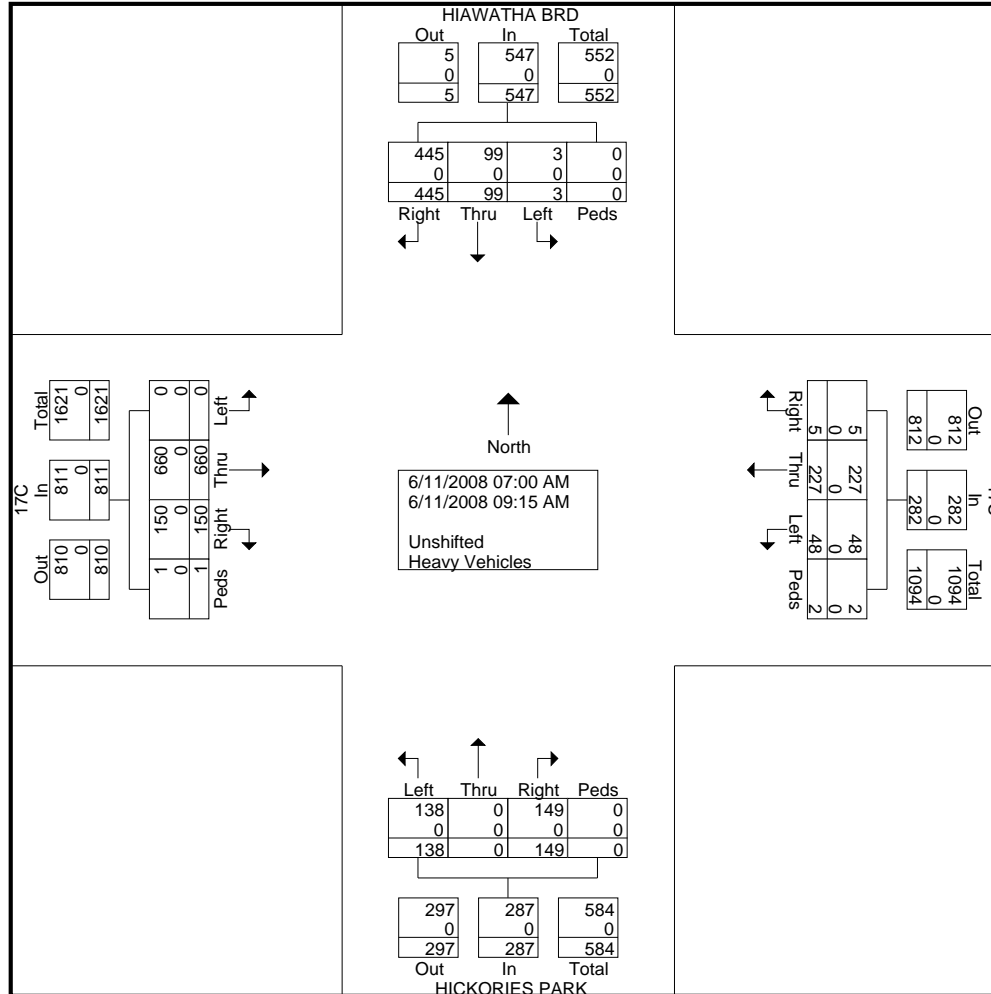 HIAWATHA BRD
Out In Total
5 547 552
0 0 0
5 547 552
445 99 3 0
0 0 0 0
445 99 3 0
Right Thru Left Peds
17C
Total In Out
1621 811 810
0 0 0
1621 811 810
0 660 150 1
0 0 0 0
0 660 150 1
Left Thru Right Peds
North
6/11/2008 07:00 AM
6/11/2008 09:15 AM
Unshifted
Heavy Vehicles
Out In Total
812 282 1094
0 0 0
812 282 1094
5 227 48 2
0 0 0 0
5 227 48 2
Right Thru Left Peds
Left Thru Right Peds
138 0 149 0
0 0 0 0
138 0 149 0
297 287 584
0 0 0
297 287 584
Out In Total
HICKORIES PARK